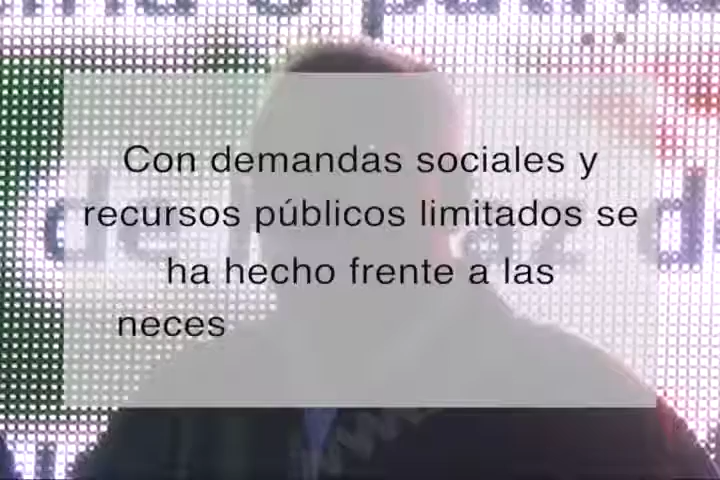 Con demandas sociales y
recursos públicos limitados se
ha hecho frente a las
neces